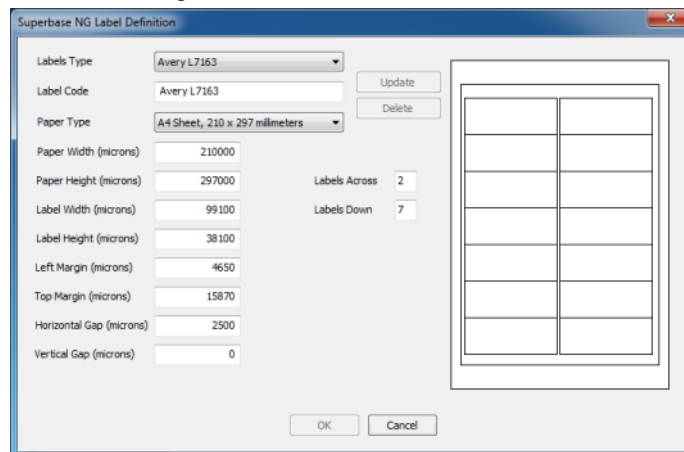 Superbase NG Label Definition
Labels Type Avery L7163
Update
Label Code Avery L7163
Delete
Paper Type A4 Sheet, 210 x 297 milimeters
Paper Width (microns) 210000
Paper Height (microns) 297000 Labels Across 2
Label Width (microns) 99100 Labels Down 7
Label Height (microns) 38100
Left Margin (microns) 4650
Top Margin (microns) 15870
Horizontal Gap (microns) 2500
Vertical Gap (microns) 0
OK Cancel